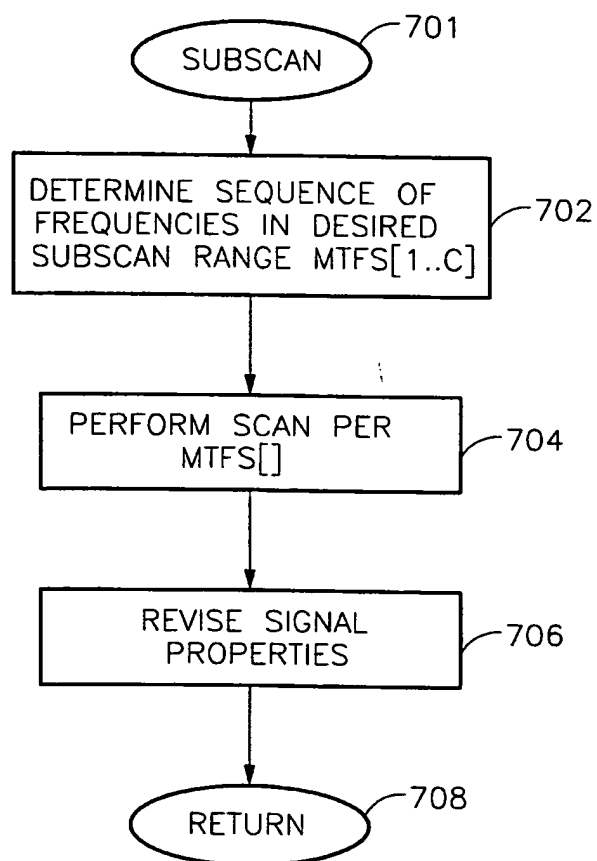 701
SUBSCAN
DETERMINE SEQUENCE OF
FREQUENCIES IN DESIRED
SUBSCAN RANGE MTFS[1..C]
702
PERFORM SCAN PER
MTFS[]
704
REVISE SIGNAL
PROPERTIES
706
RETURN
708